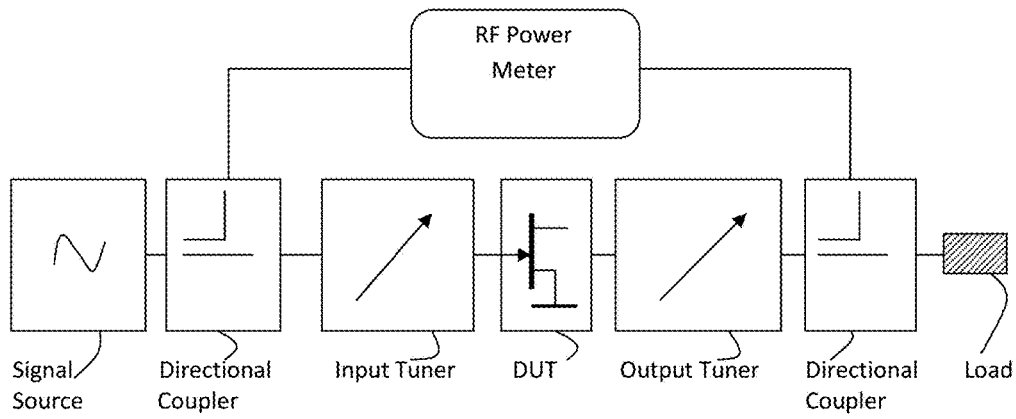 RF Power
Meter
Signal
Source
Directional
Coupler
Input Tuner
DUT
Output Tuner
Directional
Coupler
Load